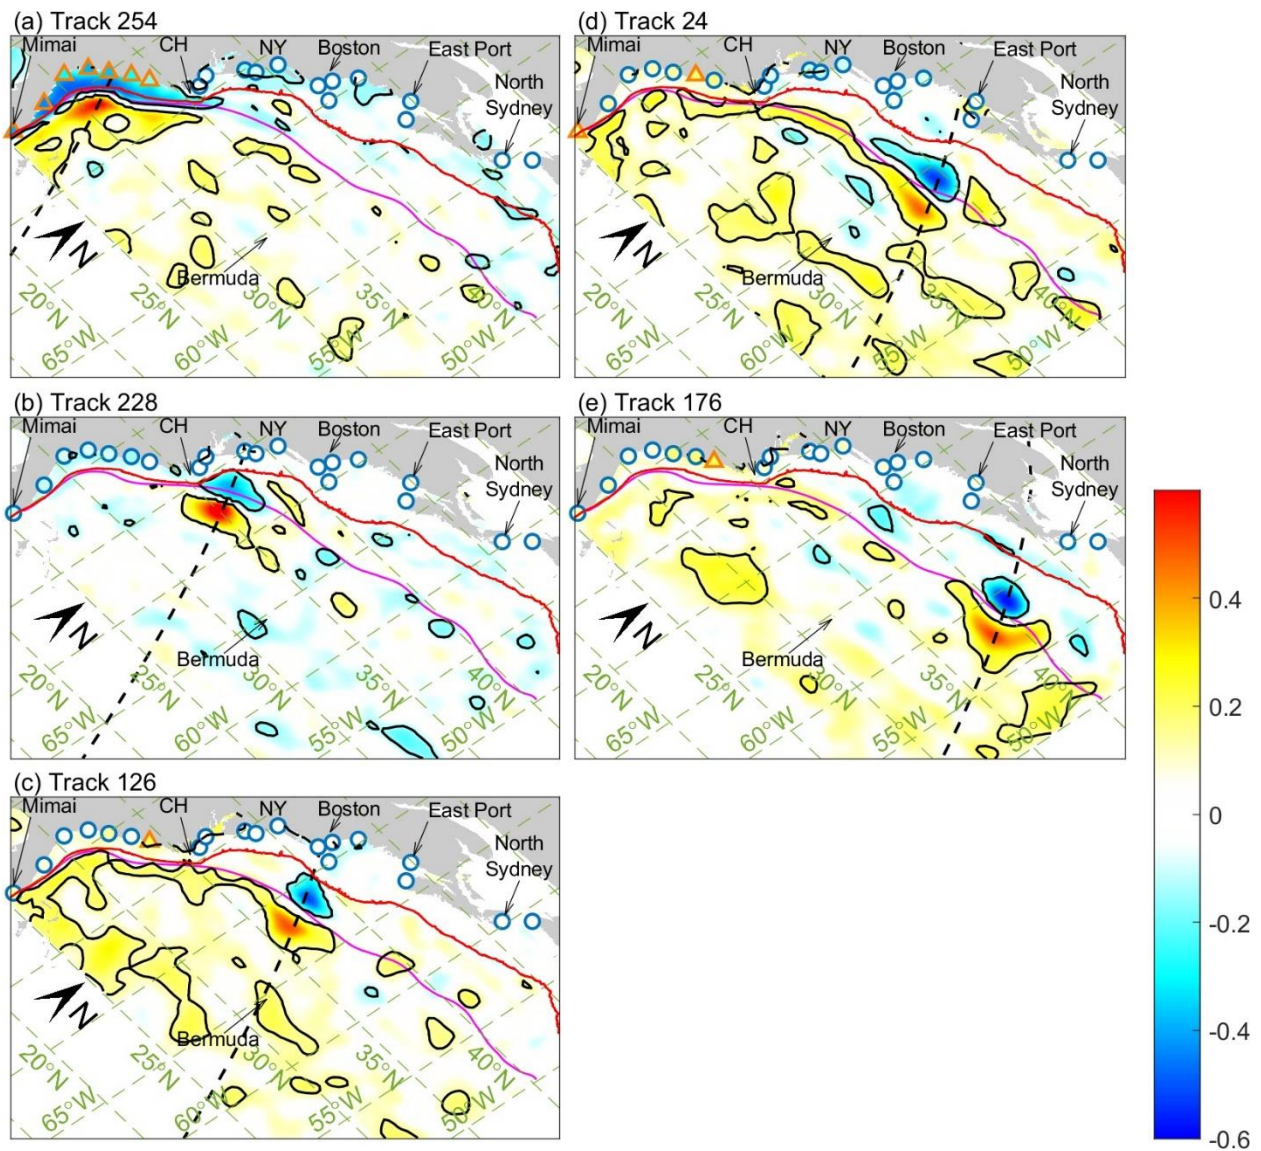 (a) Track 254
Mimai
CH
NY
Boston
East Port
North
Sydney
Bermuda
N
20°N
25°N
30°N
35°N
40°N
65°W
60°W
55°W
50°W
(d) Track 24
Mimai
CH
NY
Boston
East Port
North
Sydney
Bermuda
N
20°N
25°N
30°N
35°N
40°N
65°W
60°W
55°W
50°W
(b) Track 228
Mimai
CH
NY
Boston
East Port
North
Sydney
Bermuda
N
20°N
25°N
30°N
35°N
40°N
65°W
60°W
55°W
50°W
(e) Track 176
Mimai
CH
NY
Boston
East Port
North
Sydney
Bermuda
N
20°N
25°N
30°N
35°N
40°N
65°W
60°W
55°W
50°W
(c) Track 126
Mimai
CH
NY
Boston
East Port
North
Sydney
Bermuda
N
20°N
25°N
30°N
35°N
40°N
65°W
60°W
55°W
50°W
0.4
0.2
0
-0.2
-0.4
-0.6